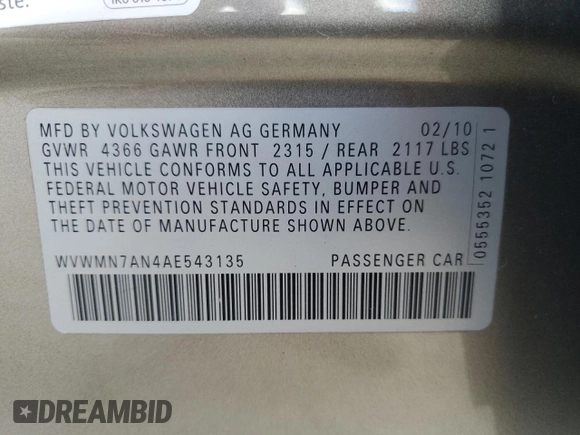 ste.
MFD BY VOLKSWAGEN AG GERMANY 02/10
GVWR 4366 GAWR FRONT 2315 / REAR 2117 LBS
THIS VEHICLE CONFORMS TO ALL APPLICABLE U.S.
FEDERAL MOTOR VEHICLE SAFETY, BUMPER AND
THEFT PREVENTION STANDARDS IN EFFECT ON
THE DATE OF MANUFACTURE SHOWN ABOVE.
WVWMN7AN4AE543135 PASSENGER CAR
0555352 1072 1
DREAMBID